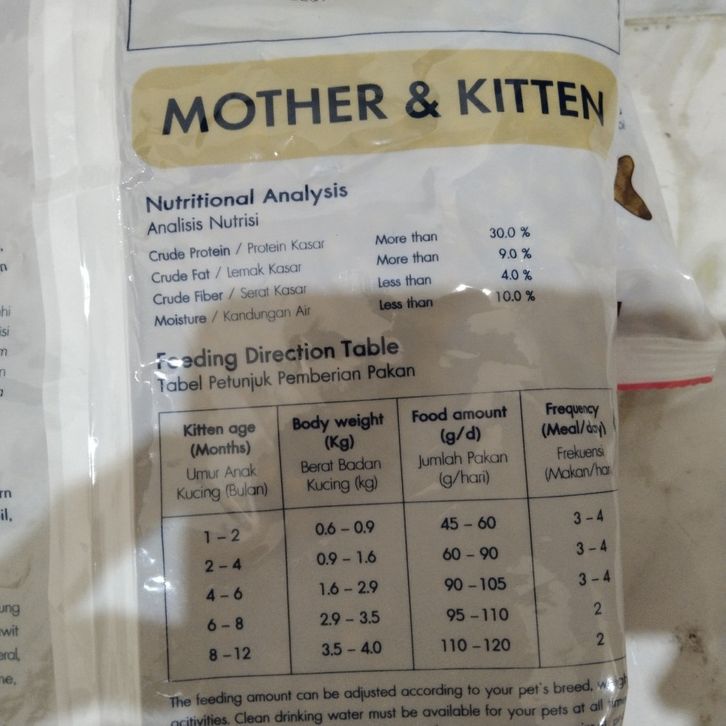 MOTHER & KITTEN
Nutritional Analysis
Analisis Nutrisi
Crude Protein / Protein Kasar More than 30.0 %
Crude Fat / Lemak Kasar More than 9.0 %
Crude Fiber / Serat Kasar Less than 4.0 %
Moisture / Kandungan Air Less than 10.0 %
Feeding Direction Table
Tabel Petunjuk Pemberian Pakan
Kitten age Body weight Food amount Frequency
(Months) (Kg) (g/d) (Meal/day)
Umur Anak Berat Badan Jumlah Pakan Frekuensi
Kucing (Bulan) Kucing (kg) (g/hari) (Makan/har
1 - 2 0.6 - 0.9 45 - 60 3 - 4
2 - 4 0.9 - 1.6 60 - 90 3 - 4
4 - 6 1.6 - 2.9 90 - 105 3 - 4
6 - 8 2.9 - 3.5 95 - 110 2
8 - 12 3.5 - 4.0 110 - 120 2
The feeding amount can be adjusted according to your pet's breed,
acitivities. Clean drinking water must be available for your pets at all